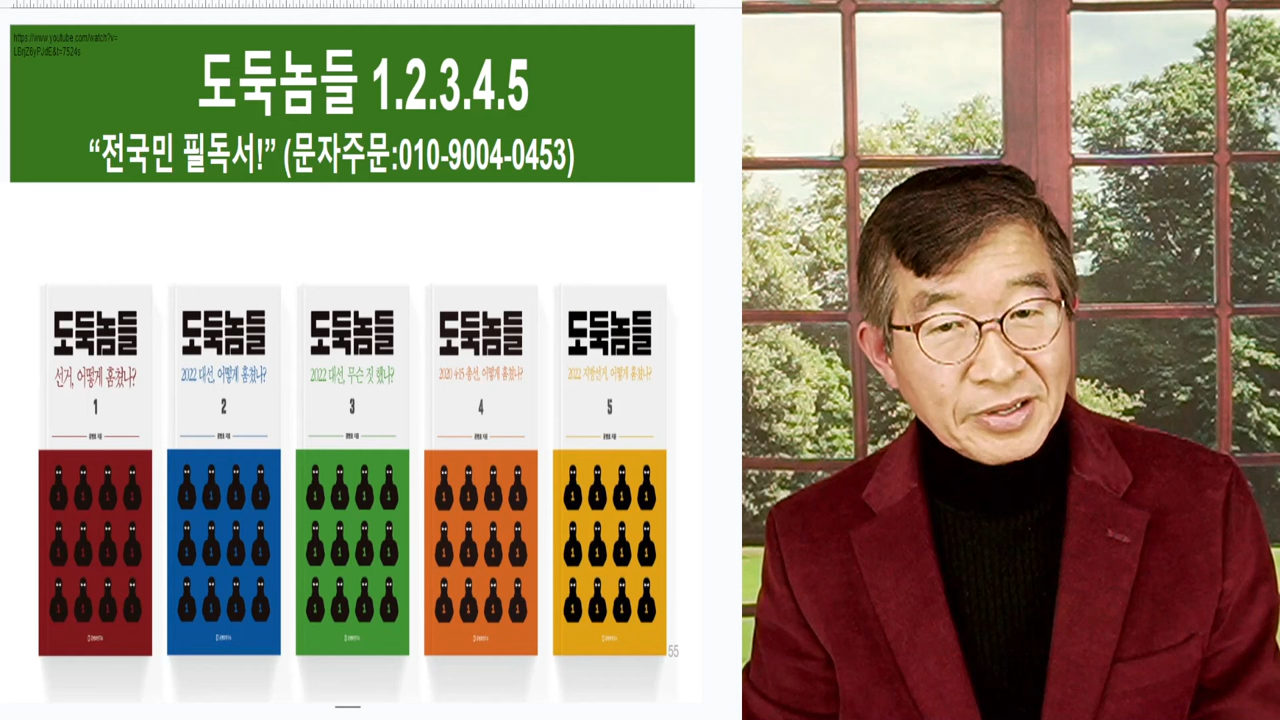 https://www.youtube.com/watch?v=
LBrjZ6yPJdE&t=7524s
도둑놈들 1.2.3.4.5
“전국민 필독서!” (문자주문:010-9004-0453)
도둑놈들
선거, 어떻게 훔쳤나?
1
도둑놈들
2022 대선, 어떻게 훔쳤나?
2
도둑놈들
2022 대선, 무슨 짓 했나?
3
도둑놈들
2020 4·15 총선, 어떻게 훔쳤나?
4
도둑놈들
2022 지방선거, 어떻게 훔쳤나?
5
55